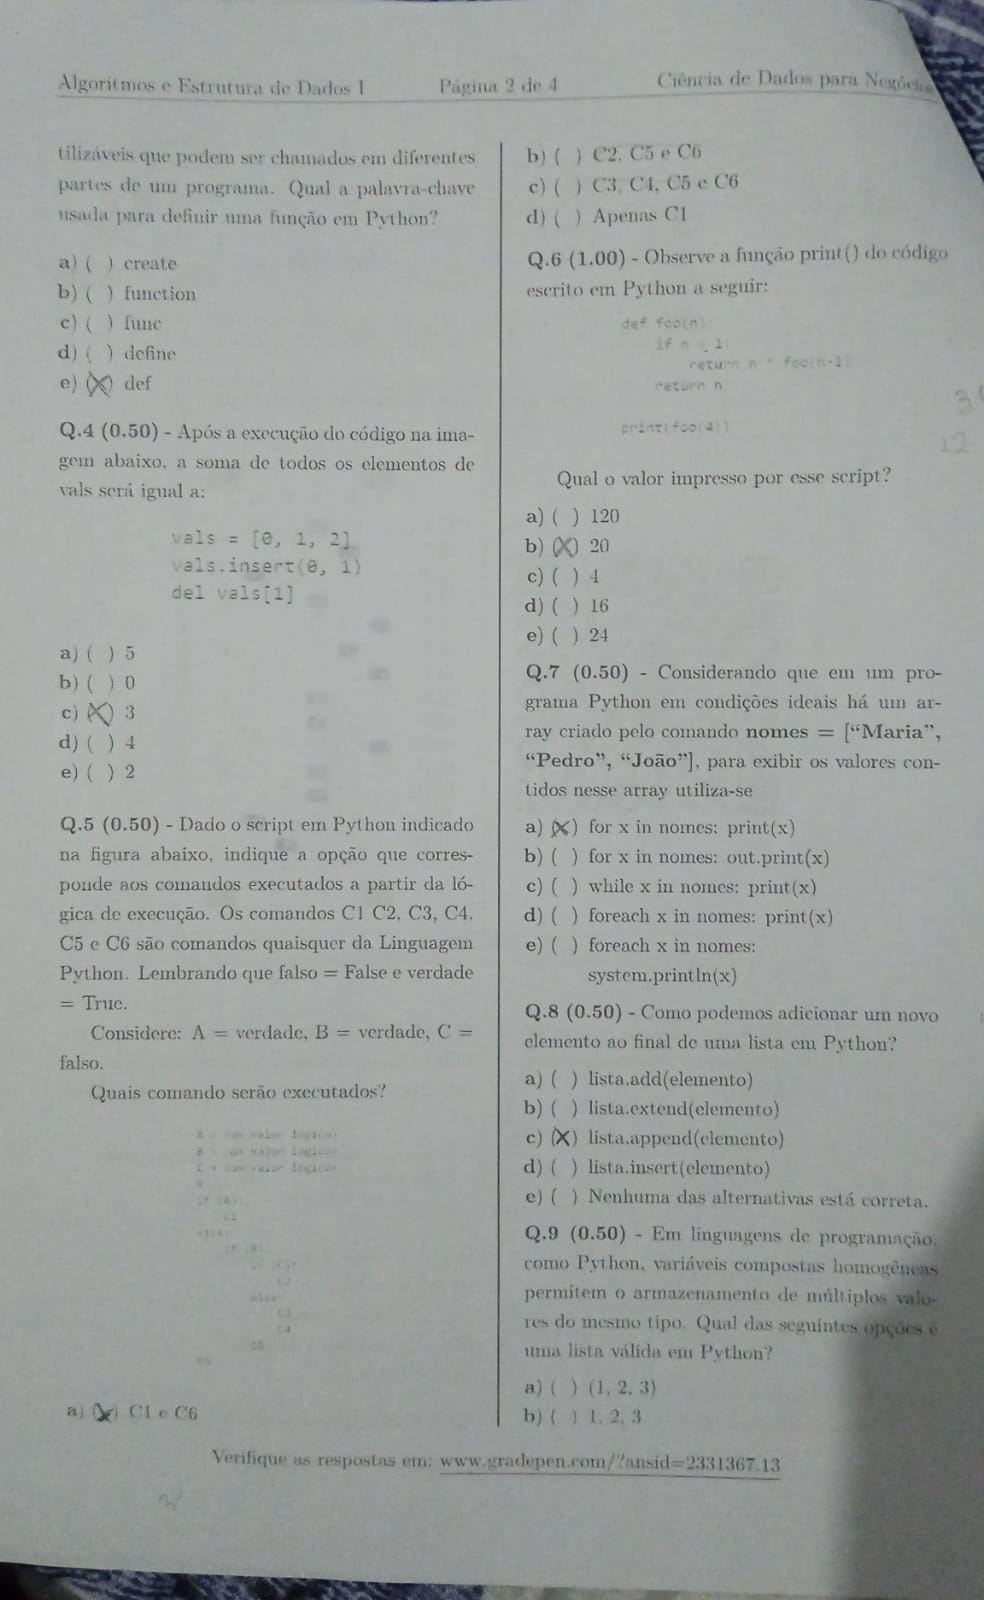 Algoritmos e Estrutura de Dados I
Página 2 de 4
Ciência de Dados para Negócios
tilizáveis que podem ser chamados em diferentes
partes de um programa. Qual a palavra-chave
usada para definir uma função em Python?
a) ( ) create
b) ( ) function
c) ( ) func
d) ( ) define
e) (X) def
Q.4 (0.50) - Após a execução do código na ima-
gem abaixo, a soma de todos os elementos de
vals será igual a:
vals = [0, 1, 2]
vals.insert(0, 1)
del vals[1]
a) ( ) 5
b) ( ) 0
c) (X) 3
d) ( ) 4
e) ( ) 2
Q.5 (0.50) - Dado o script em Python indicado
na figura abaixo, indique a opção que corres-
ponde aos comandos executados a partir da ló-
gica de execução. Os comandos C1 C2, C3, C4,
C5 e C6 são comandos quaisquer da Linguagem
Python. Lembrando que falso = False e verdade
= True.
Considere: A = verdade, B = verdade, C =
falso.
Quais comando serão executados?
A = <um valor lógico>
B = <um valor lógico>
C = <um valor lógico>
if (A):
if (B):
C2
C3
C4
C5
C6
a) (X) C1 e C6
b) ( ) C2, C5 e C6
c) ( ) C3, C4, C5 e C6
d) ( ) Apenas C1
Q.6 (1.00) - Observe a função print() do código
escrito em Python a seguir:
def foo(n):
if n 1:
return n * foo(n-1)
return n
print(foo(4))
12
Qual o valor impresso por esse script?
a) ( ) 120
b) (X) 20
c) ( ) 4
d) ( ) 16
e) ( ) 24
Q.7 (0.50) - Considerando que em um pro-
grama Python em condições ideais há um ar-
ray criado pelo comando nomes = [“Maria”,
“Pedro”, “João”], para exibir os valores con-
tidos nesse array utiliza-se
a) (X) for x in nomes: print(x)
b) ( ) for x in nomes: out.print(x)
c) ( ) while x in nomes: print(x)
d) ( ) foreach x in nomes: print(x)
e) ( ) foreach x in nomes:
system.println(x)
Q.8 (0.50) - Como podemos adicionar um novo
elemento ao final de uma lista em Python?
a) ( ) lista.add(elemento)
b) ( ) lista.extend(elemento)
c) (X) lista.append(elemento)
d) ( ) lista.insert(elemento)
e) ( ) Nenhuma das alternativas está correta.
Q.9 (0.50) - Em linguagens de programação,
como Python, variáveis compostas homogêneas
permitem o armazenamento de múltiplos valo-
res do mesmo tipo. Qual das seguintes opções é
uma lista válida em Python?
a) ( ) (1, 2, 3)
b) ( ) 1, 2, 3
Verifique as respostas em: www.gradepen.com/?ansid=2331367.13